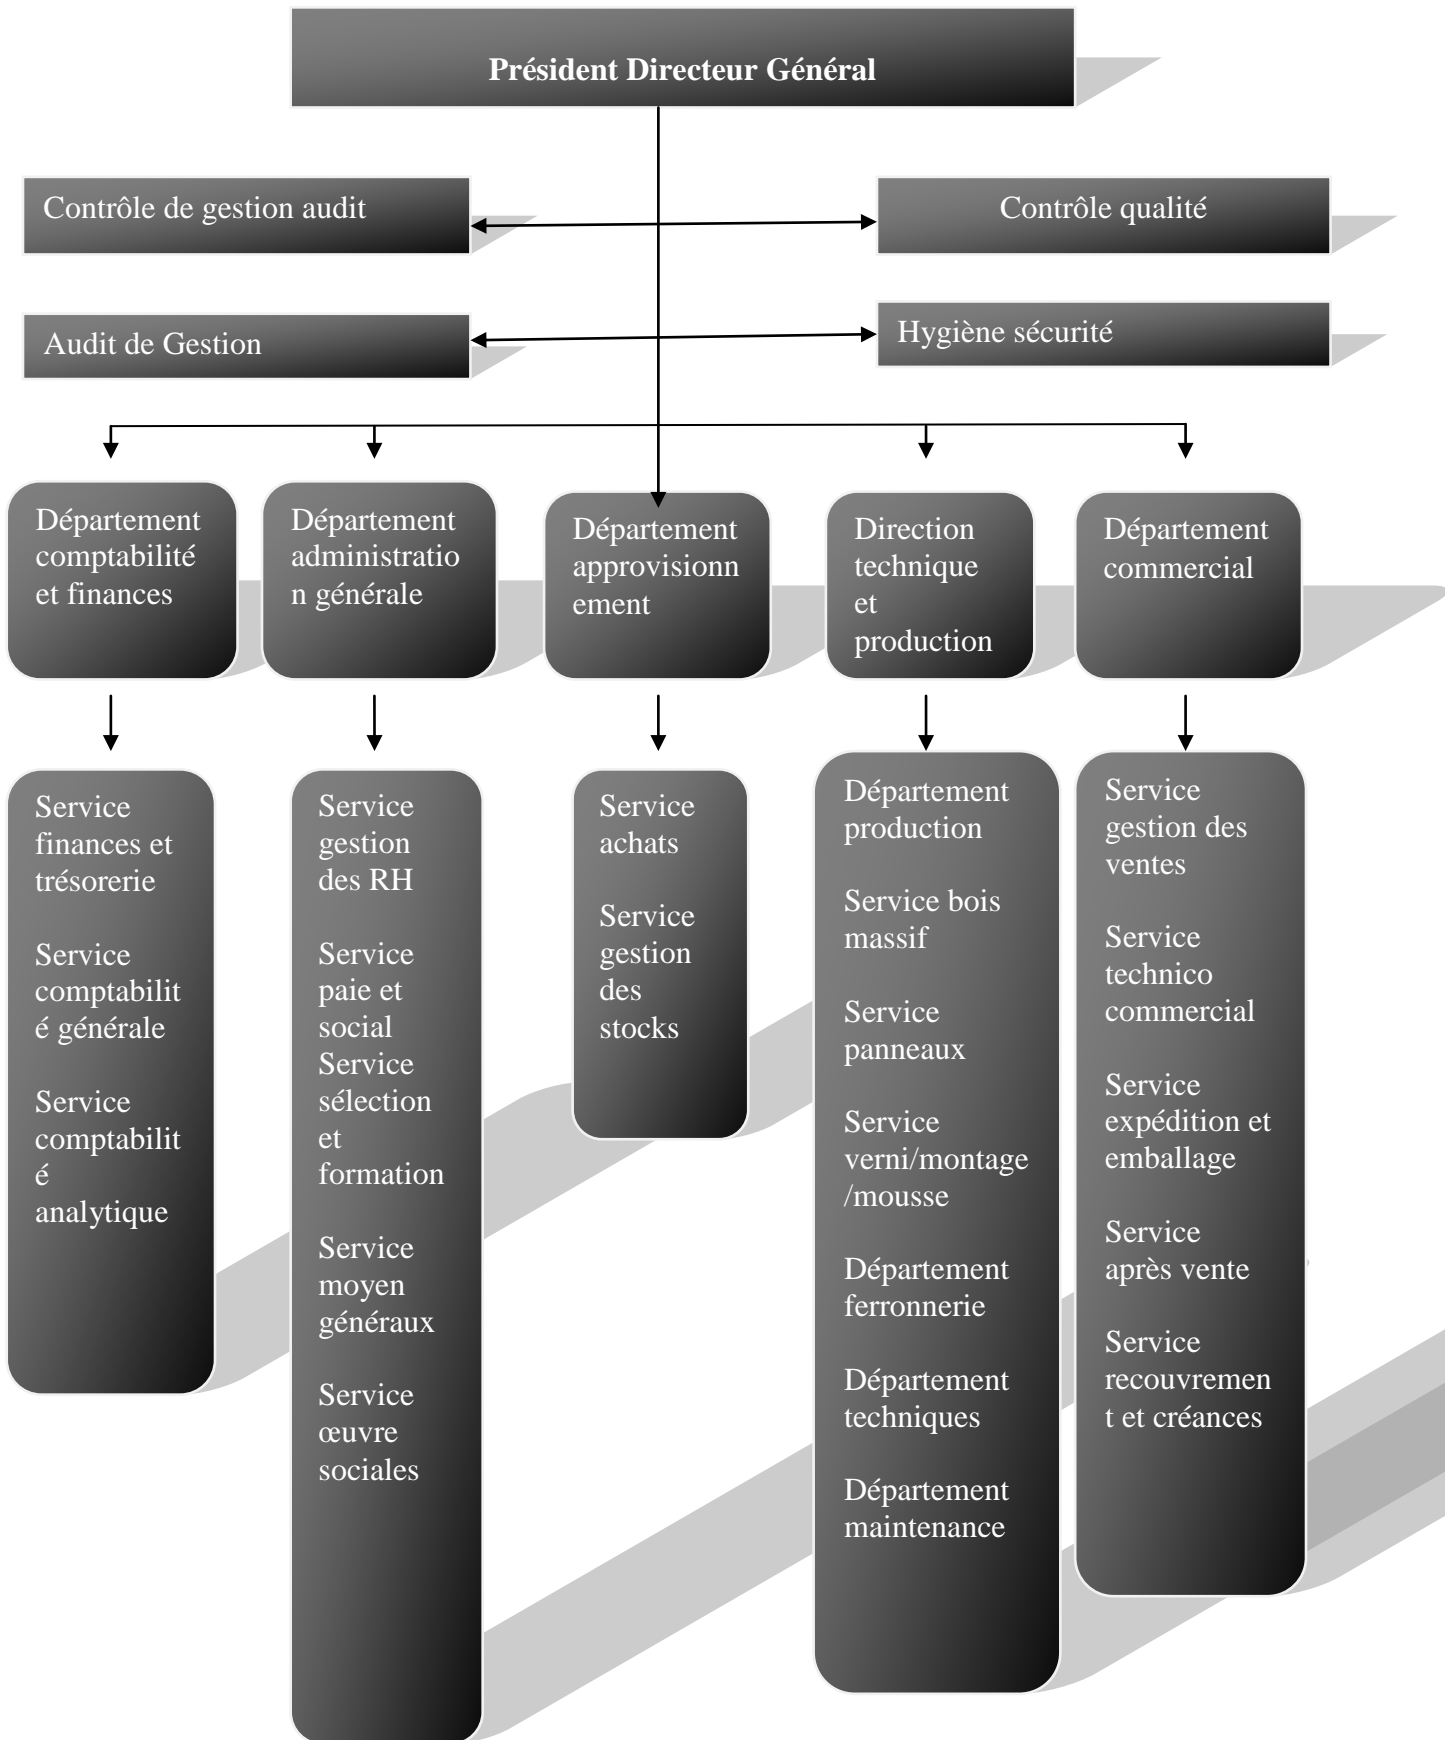 Président Directeur Général
Contrôle de gestion audit
Contrôle qualité
Audit de Gestion
Hygiène sécurité
Département
comptabilité
et finances
Département
administratio
n générale
Département
approvisionn
ement
Direction
technique
et
production
Département
commercial
Service
finances et
trésorerie
Service
comptabilit
é générale
Service
comptabilit
é
analytique
Service
gestion
des RH
Service
paie et
social
Service
sélection
et
formation
Service
moyen
généraux
Service
œuvre
sociales
Service
achats
Service
gestion
des
stocks
Département
production
Service bois
massif
Service
panneaux
Service
verni/montage
/mousse
Département
ferronnerie
Département
techniques
Département
maintenance
Service
gestion des
ventes
Service
technico
commercial
Service
expédition et
emballage
Service
après vente
Service
recouvremen
t et créances